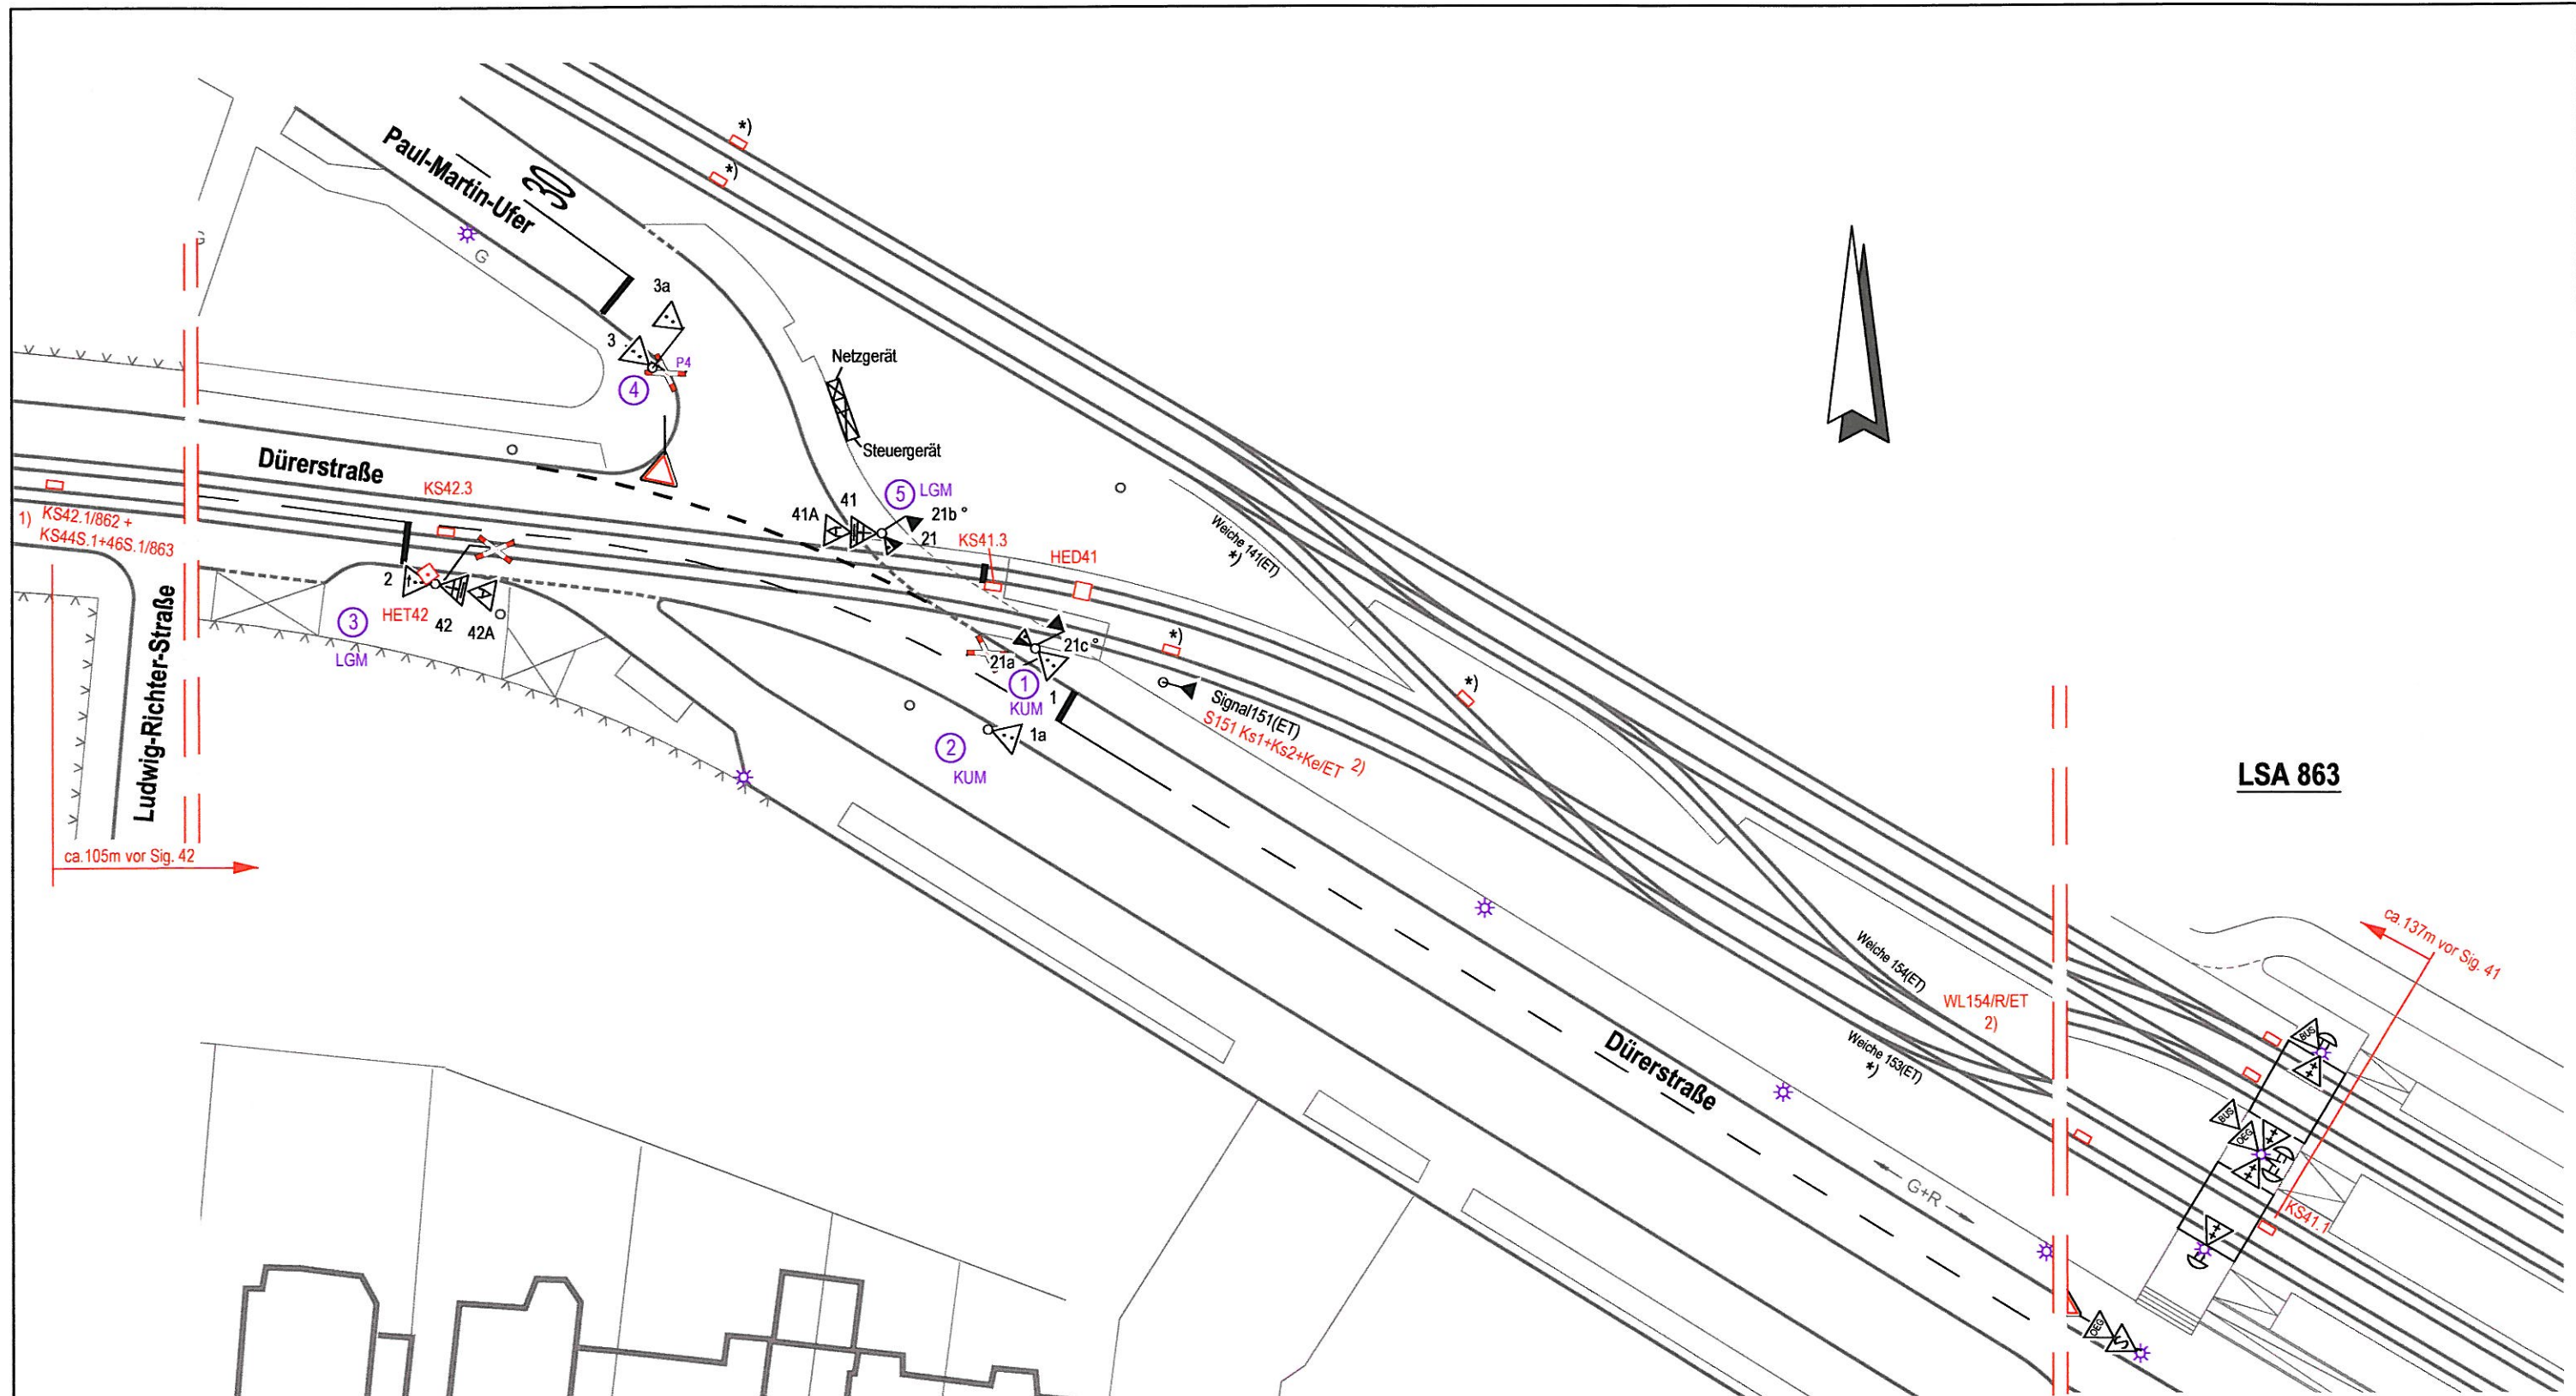 *)
*)
Paul-Martin-Ufer
30
G
G
3a
3
P4
4
Netzgerät
Steuergerät
Dürerstraße
KS42.3
1) KS42.1/862 +
KS44S.1+46S.1/863
41A
41
5
LGM
21b °
21
KS41.3
HED41
Weiche 141(ET)
*)
2
HET42
42
42A
3
LGM
Ludwig-Richter-Straße
ca.105m vor Sig. 42
21a
21c °
*)
*)
1
KUM
1
1a
2
KUM
Signal151(ET)
S151 Ks1+Ks2+Ke/ET 2)
LSA 863
Weiche 154(ET)
WL154/R/ET
2)
Weiche 153(ET)
*)
Dürerstraße
G+R
ca.137m vor Sig. 41
BUS
BUS
OEG
KS41.1
OEG
S